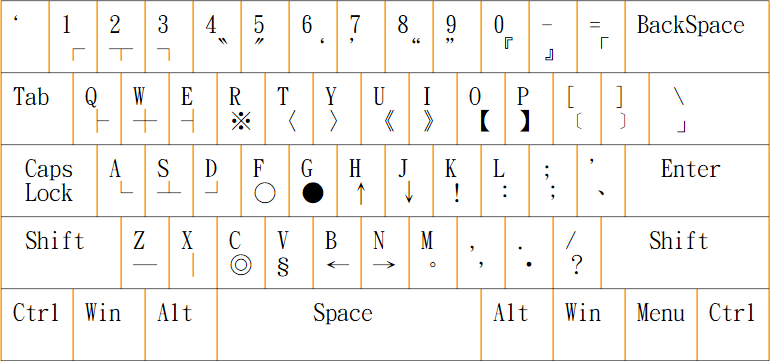 ‘ 1 2 3 4 5 6 7 8 9 0 - = BackSpace
┌ ┬ ┐ 〝 〞 ‘ ’ “ ” 『 』 「
Tab Q W E R T Y U I O P [ ] \
├ ┼ ┤ ※ 〈 〉 《 》 【 】 〔 〕 」
Caps A S D F G H J K L ; ' Enter
Lock └ ┴ ┘ ○ ● ↑ ↓ ! : ; 、
Shift Z X C V B N M , . / Shift
─ │ ◎ § ← → 。 , · ?
Ctrl Win Alt Space Alt Win Menu Ctrl